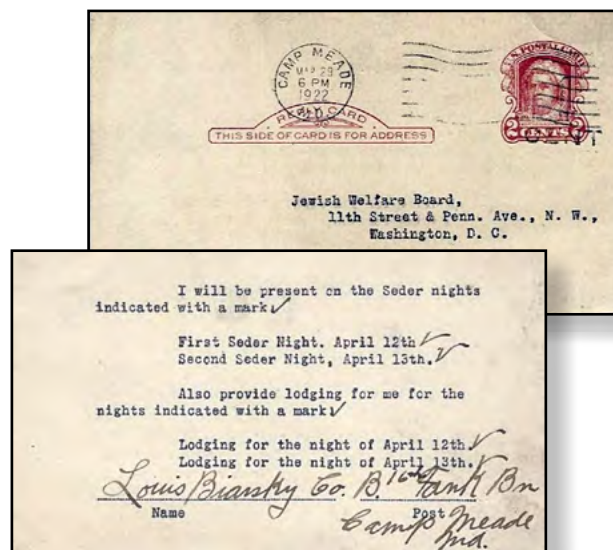 CAMP MEADE
MAR 29
6 PM
1922
MD.
U.S. POSTAL CARD
REPLY CARD
THIS SIDE OF CARD IS FOR ADDRESS
2 CENTS
Jewish Welfare Board,
11th Street & Penn. Ave., N. W.,
Washington, D. C.
I will be present on the Seder nights
indicated with a mark✓
First Seder Night. April 12th ✓
Second Seder Night, April 13th. ✓
Also provide lodging for me for the
nights indicated with a mark✓
Lodging for the night of April 12th. ✓
Lodging for the night of April 13th. ✓
Louis Biarsky Co. B. 16th Tank Bn
Name Post
Camp Meade
Md.